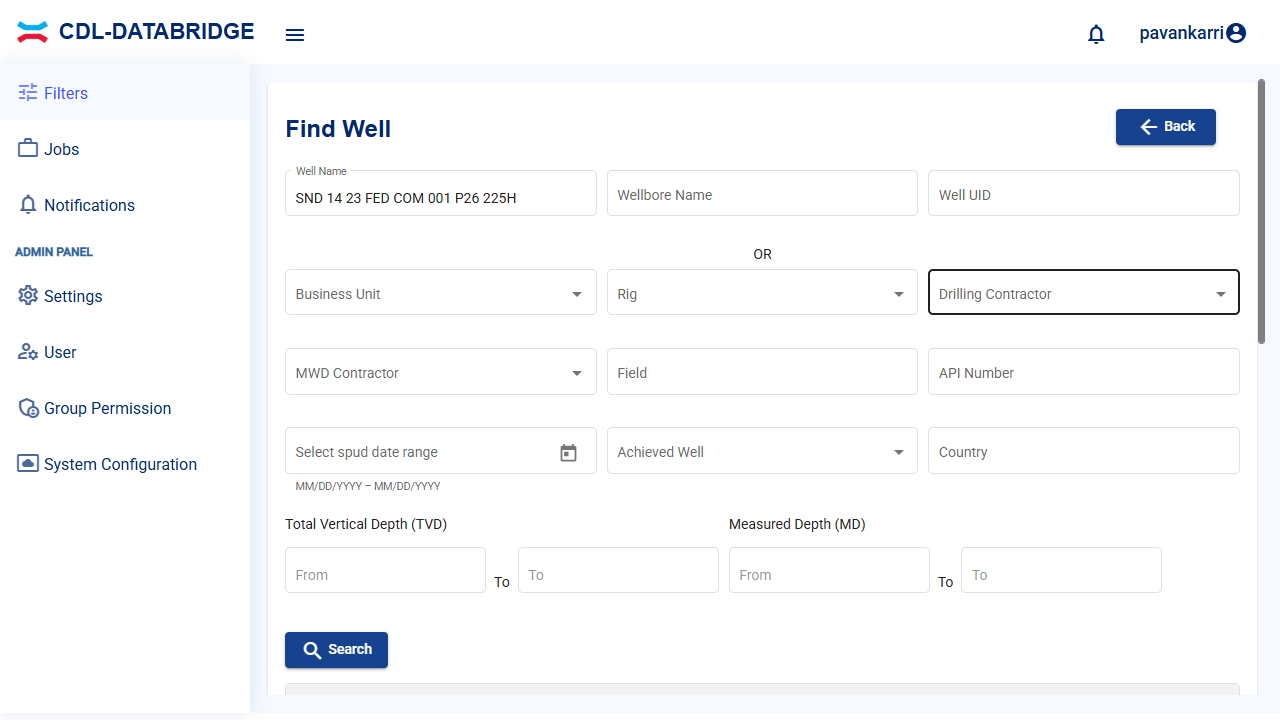 CDL-DATABRIDGE
pavankarri
Filters
Jobs
Notifications
ADMIN PANEL
Settings
User
Group Permission
System Configuration
Find Well
Back
Well Name
SND 14 23 FED COM 001 P26 225H
Wellbore Name
Well UID
OR
Business Unit
Rig
Drilling Contractor
MWD Contractor
Field
API Number
Select spud date range
Achieved Well
Country
MM/DD/YYYY – MM/DD/YYYY
Total Vertical Depth (TVD)
Measured Depth (MD)
From
To
To
From
To
To
Search